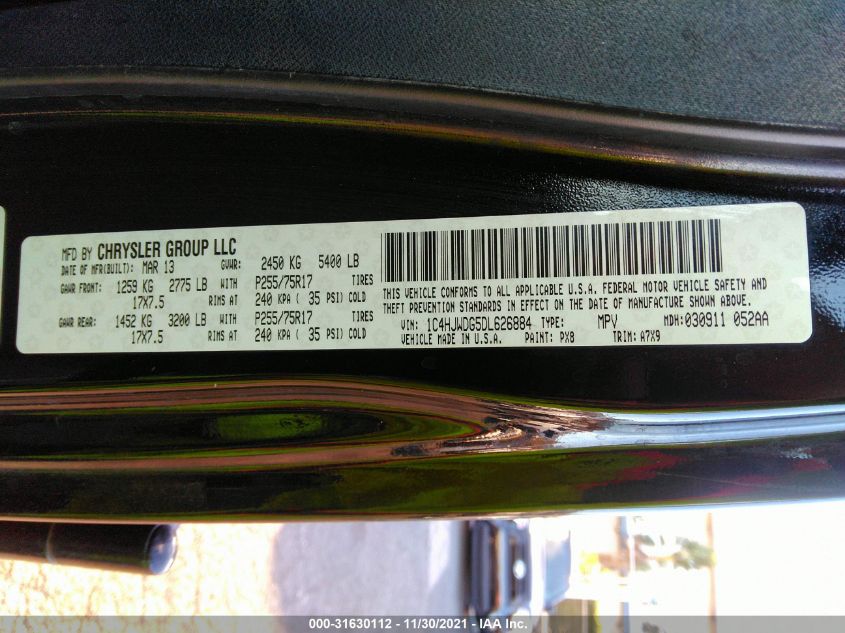 MFD BY CHRYSLER GROUP LLC
DATE OF MFR(BUILT): MAR 13 GVWR: 2450 KG 5400 LB
GAWR FRONT: 1259 KG 2775 LB WITH P255/75R17 TIRES
17X7.5 RIMS AT 240 KPA ( 35 PSI) COLD
GAWR REAR: 1452 KG 3200 LB WITH P255/75R17 TIRES
17X7.5 RIMS AT 240 KPA ( 35 PSI) COLD
THIS VEHICLE CONFORMS TO ALL APPLICABLE U.S.A. FEDERAL MOTOR VEHICLE SAFETY AND
THEFT PREVENTION STANDARDS IN EFFECT ON THE DATE OF MANUFACTURE SHOWN ABOVE.
VIN: 1C4HJWDG5DL626884 TYPE: MPV MDH: 030911 052AA
VEHICLE MADE IN U.S.A. PAINT: PX8 TRIM: A7X9
000-31630112 - 11/30/2021 - IAA Inc.